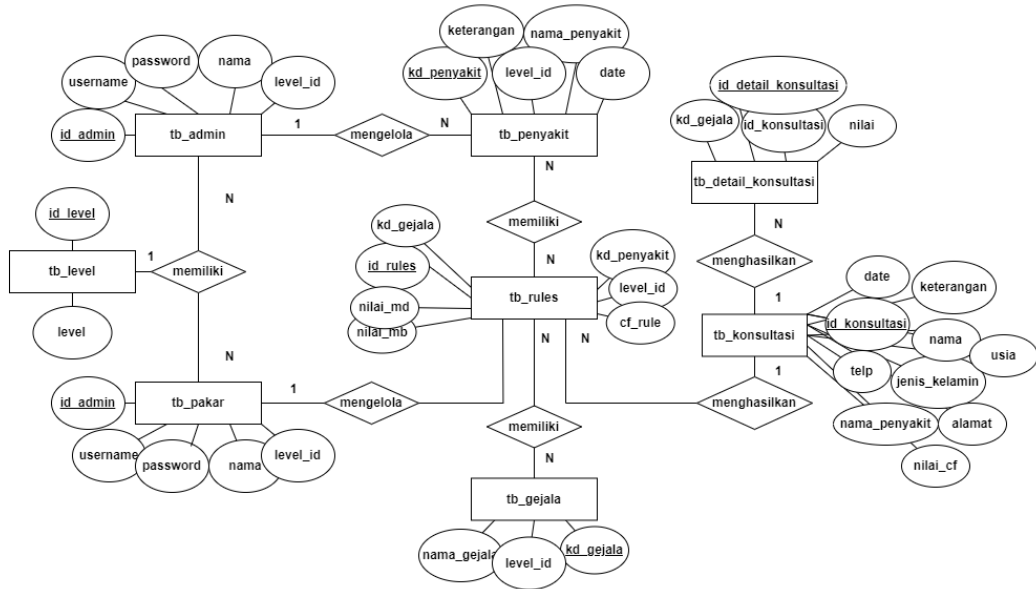 keterangan
nama_penyakit
password
nama
username
level_id
kd_penyakit
level_id
date
id_detail_konsultasi
kd_gejala
id_konsultasi
nilai
id_admin
tb_admin
1
mengelola
N
tb_penyakit
tb_detail_konsultasi
N
N
N
id_level
kd_gejala
memiliki
menghasilkan
tb_level
1
memiliki
id_rules
N
kd_penyakit
level_id
date
keterangan
nilai_md
tb_rules
cf_rule
1
id_konsultasi
level
nilai_mb
N
N
tb_konsultasi
nama
usia
N
1
telp
jenis_kelamin
id_admin
tb_pakar
1
mengelola
menghasilkan
memiliki
nama_penyakit
alamat
username
password
nama
level_id
N
nilai_cf
tb_gejala
nama_gejala
level_id
kd_gejala